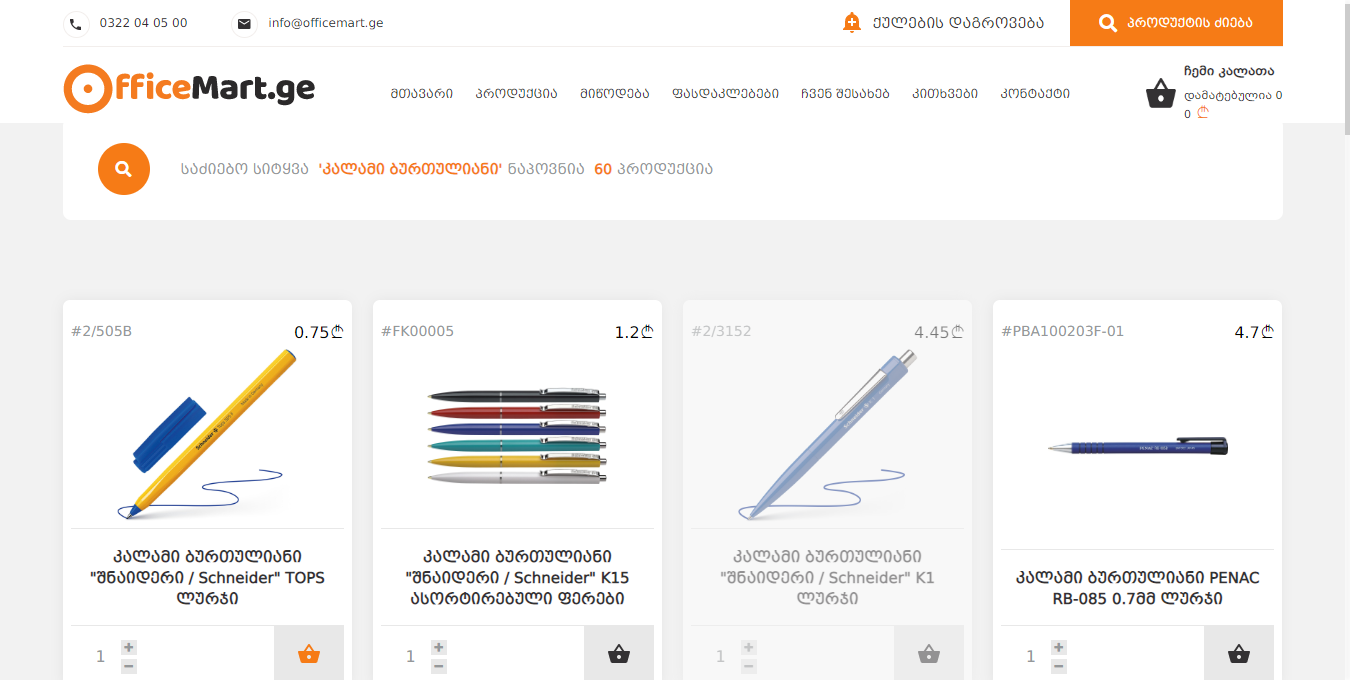 0322 04 05 00
info@officemart.ge
ქულების დაგროვება
პროდუქტის ძიება
OfficeMart.ge
მთავარი
პროდუქცია
მიწოდება
ფასდაკლებები
ჩვენ შესახებ
კითხვები
კონტაქტი
ჩემი კალათა
დამატებულია 0
0 ₾
საძიებო სიტყვა 'კალამი ბურთულიანი' ნაპოვნია 60 პროდუქცია
#2/505B
0.75₾
კალამი ბურთულიანი
"შნაიდერი / Schneider" TOPS
ლურჯი
1
+
−
#FK00005
1.2₾
კალამი ბურთულიანი
"შნაიდერი / Schneider" K15
ასორტირებული ფერები
1
+
−
#2/3152
4.45₾
კალამი ბურთულიანი
"შნაიდერი / Schneider" K1
ლურჯი
1
+
−
#PBA100203F-01
4.7₾
კალამი ბურთულიანი PENAC
RB-085 0.7მმ ლურჯი
1
+
−